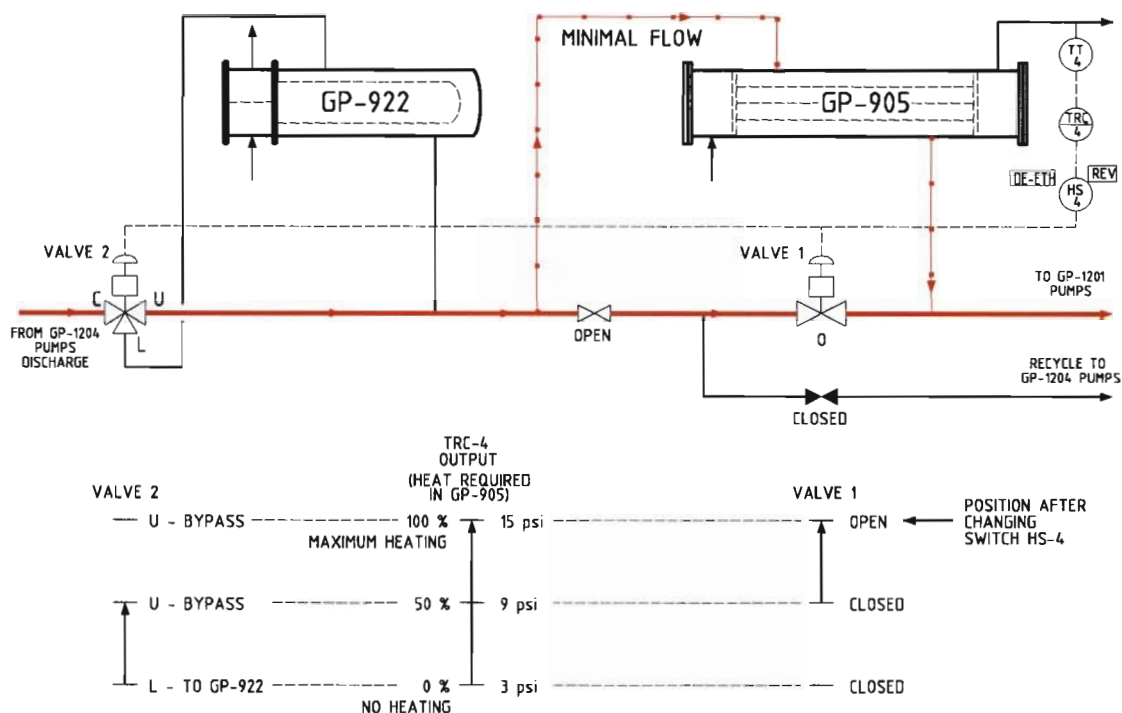 MINIMAL FLOW
GP-922
GP-905
TT
4
TRC
4
DE-ETH
REV
HS
4
VALVE 2
VALVE 1
C
U
L
FROM GP-1204
PUMPS
DISCHARGE
OPEN
O
TO GP-1201
PUMPS
RECYCLE TO
GP-1204 PUMPS
CLOSED
TRC-4
OUTPUT
(HEAT REQUIRED
IN GP-905)
VALVE 2
VALVE 1
U - BYPASS
100 %
15 psi
OPEN
POSITION AFTER
CHANGING
SWITCH HS-4
MAXIMUM HEATING
U - BYPASS
50 %
9 psi
CLOSED
L - TO GP-922
0 %
3 psi
CLOSED
NO HEATING